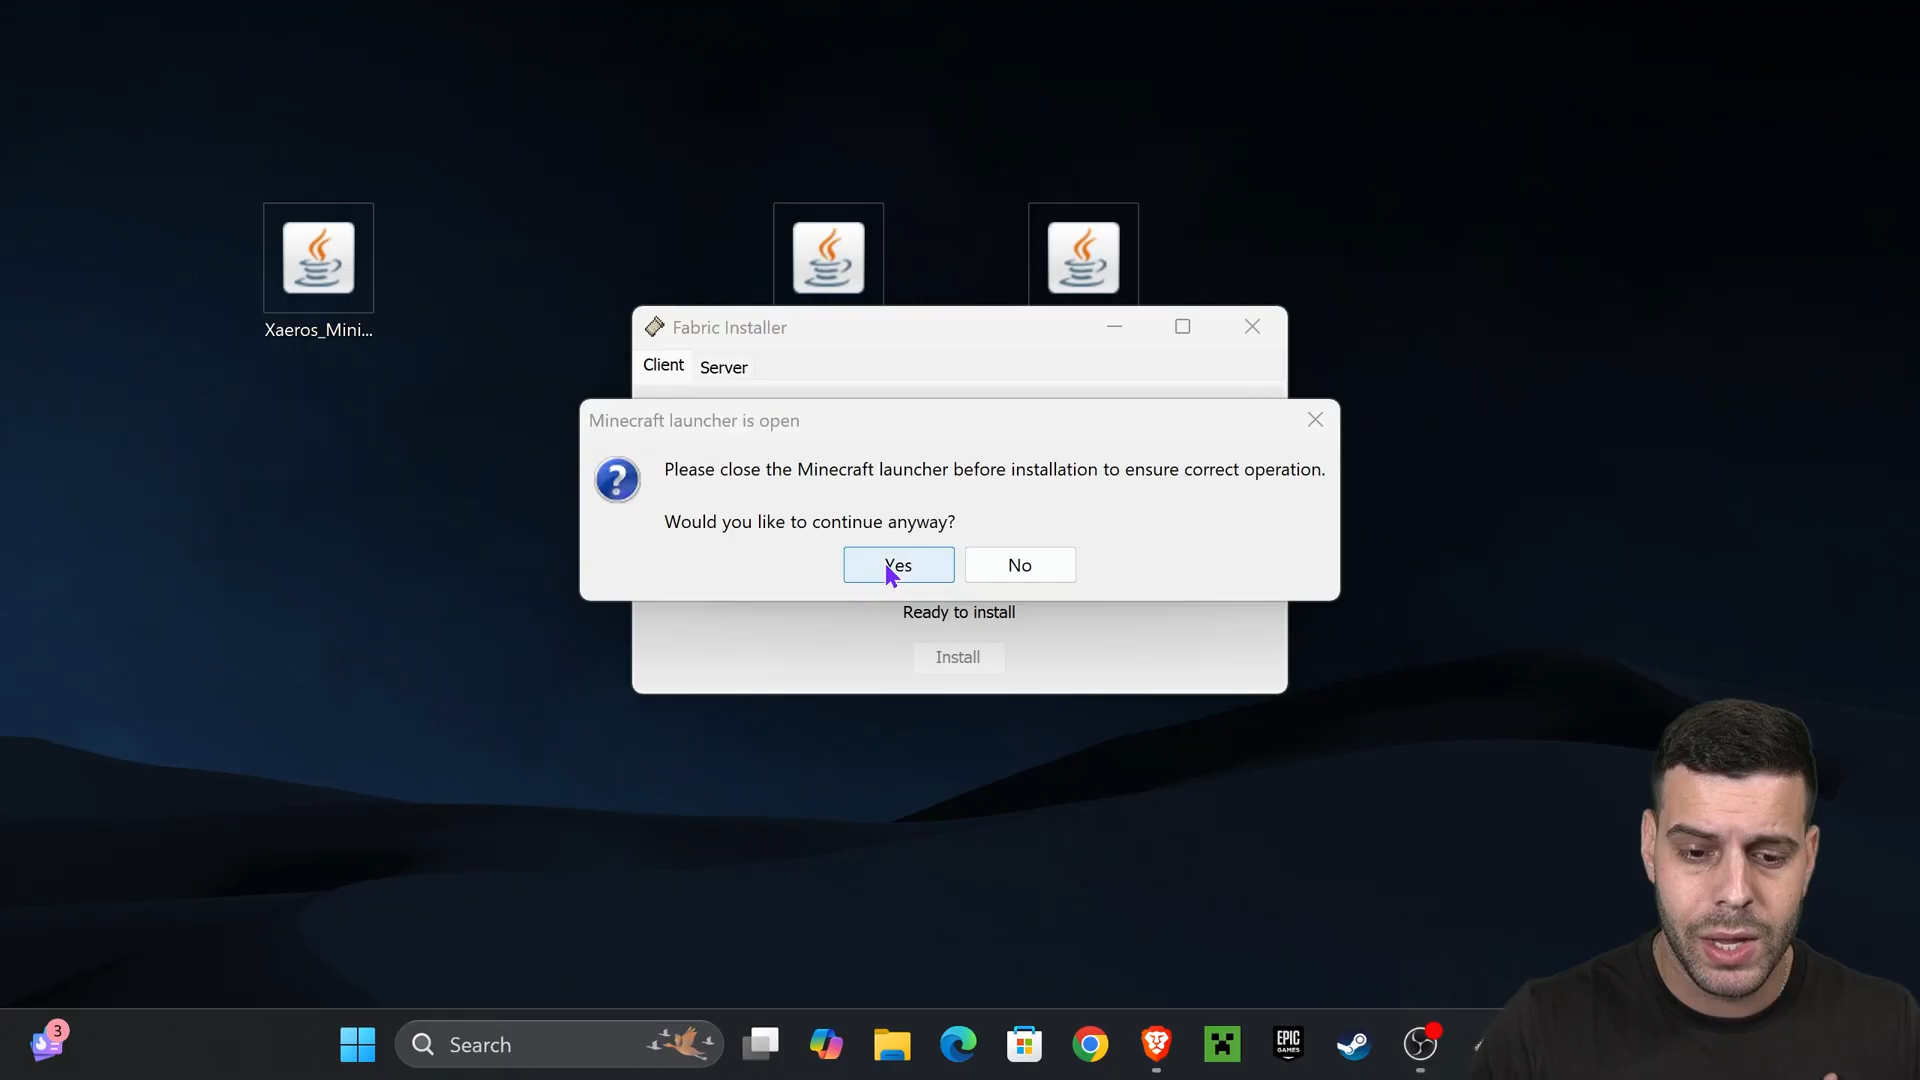 Xaeros_Mini...
Fabric Installer
Client
Server
Minecraft launcher is open
Please close the Minecraft launcher before installation to ensure correct operation.
Would you like to continue anyway?
Yes
No
Ready to install
Install
3
Search
EPIC
GAMES